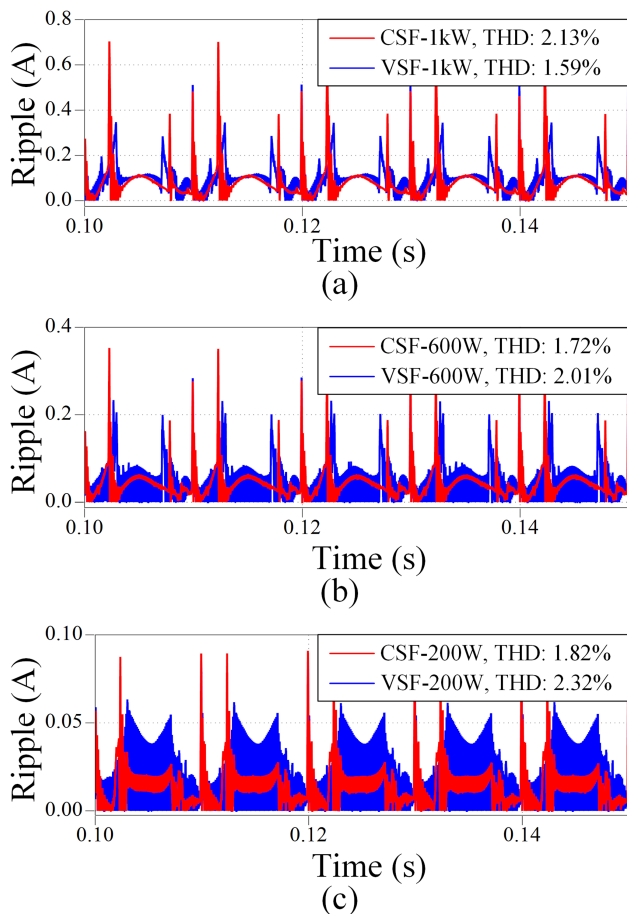 0.8
CSF-1kW, THD: 2.13%
VSF-1kW, THD: 1.59%
0.6
0.4
0.2
0.0
Ripple (A)
0.10
0.12
0.14
Time (s)
(a)
0.4
CSF-600W, THD: 1.72%
VSF-600W, THD: 2.01%
0.2
0.0
Ripple (A)
0.10
0.12
0.14
Time (s)
(b)
0.10
CSF-200W, THD: 1.82%
VSF-200W, THD: 2.32%
0.05
0.00
Ripple (A)
0.10
0.12
0.14
Time (s)
(c)